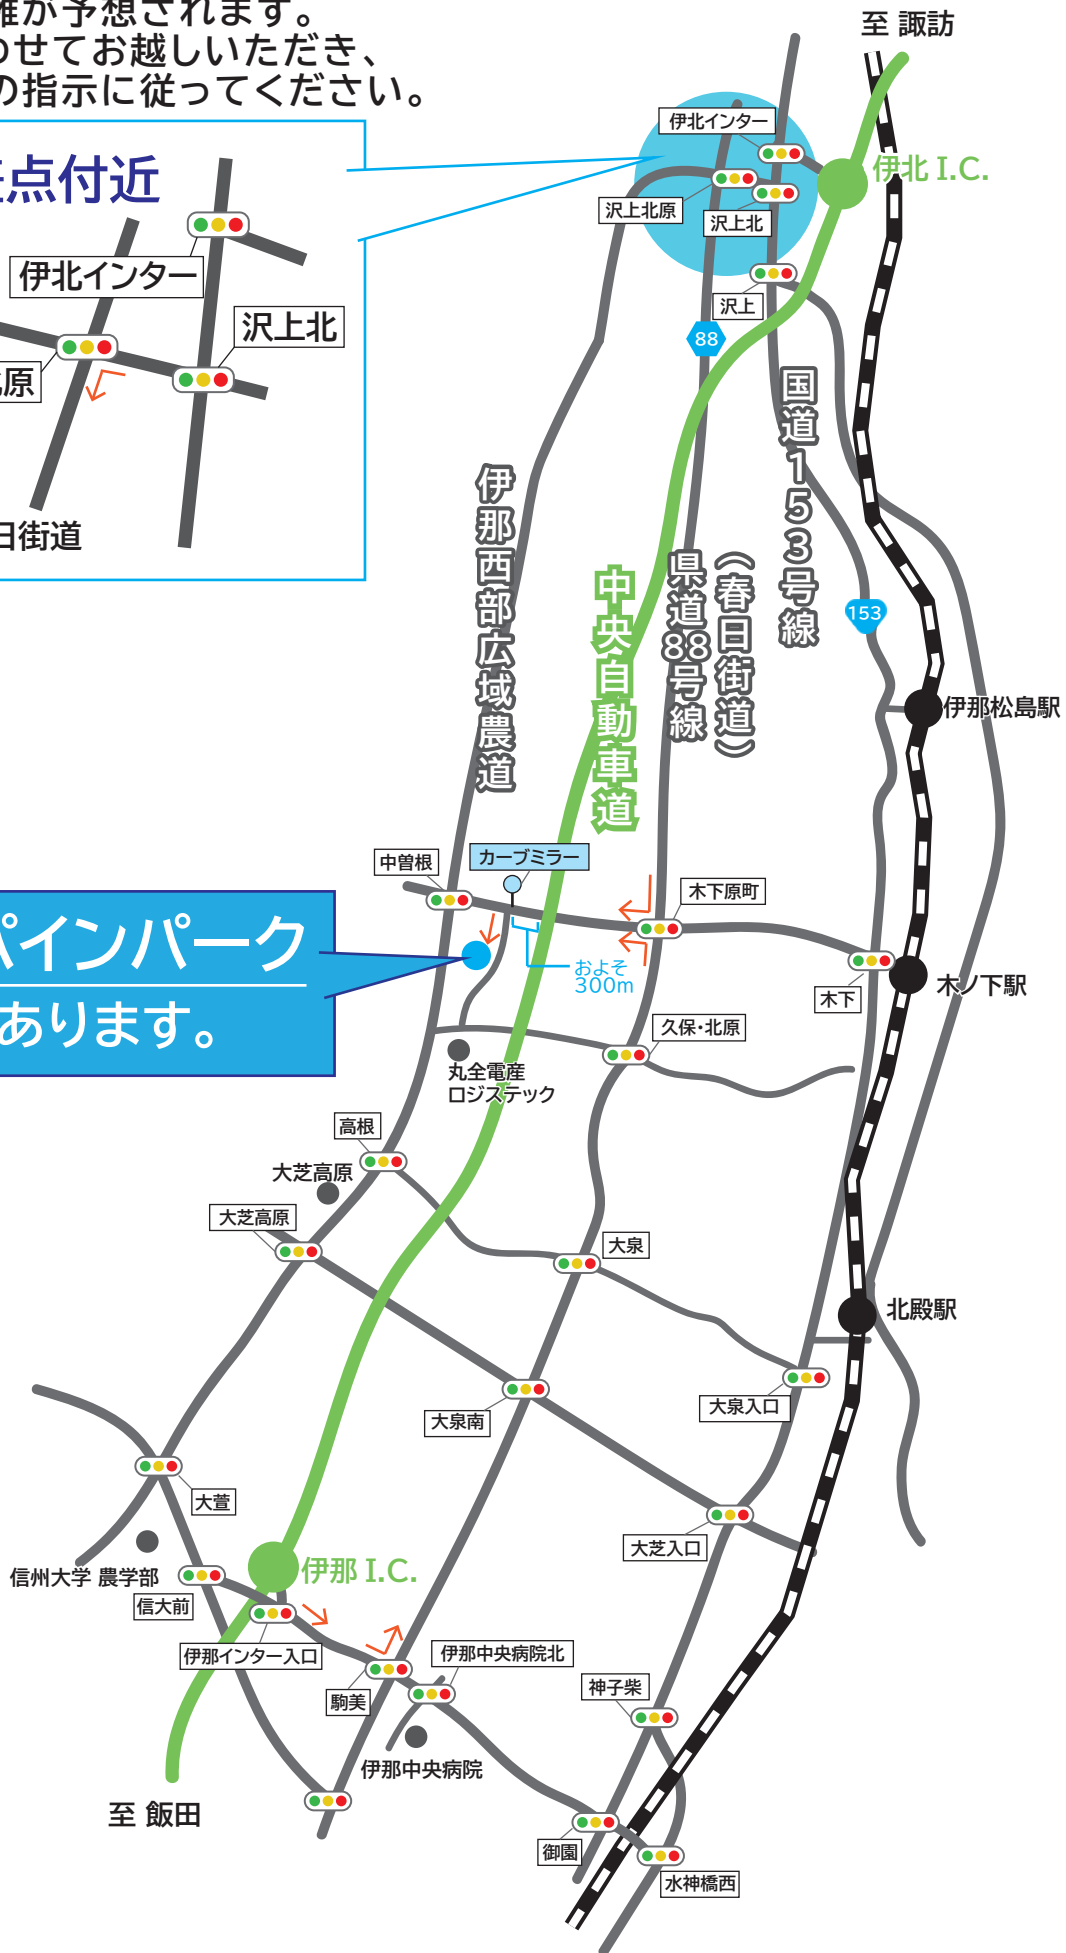 雑が予想されます。
わせてお越しいただき、
の指示に従ってください。
至 諏訪
伊北インター
伊北 I.C.
沢上北原
沢上北
沢上
88
点付近
伊北インター
沢上北
原
日街道
国道153号線
153
伊那西部広域農道
中央自動車道
県道88号線
(春日街道)
伊那松島駅
中曽根
カーブミラー
木下原町
パインパーク
あります。
およそ
300m
木下
木ノ下駅
久保・北原
丸全電産
ロジステック
高根
大芝高原
大芝高原
大泉
北殿駅
大泉南
大泉入口
大萱
大芝入口
信州大学 農学部
伊那 I.C.
信大前
伊那インター入口
駒美
伊那中央病院北
神子柴
伊那中央病院
至 飯田
御園
水神橋西